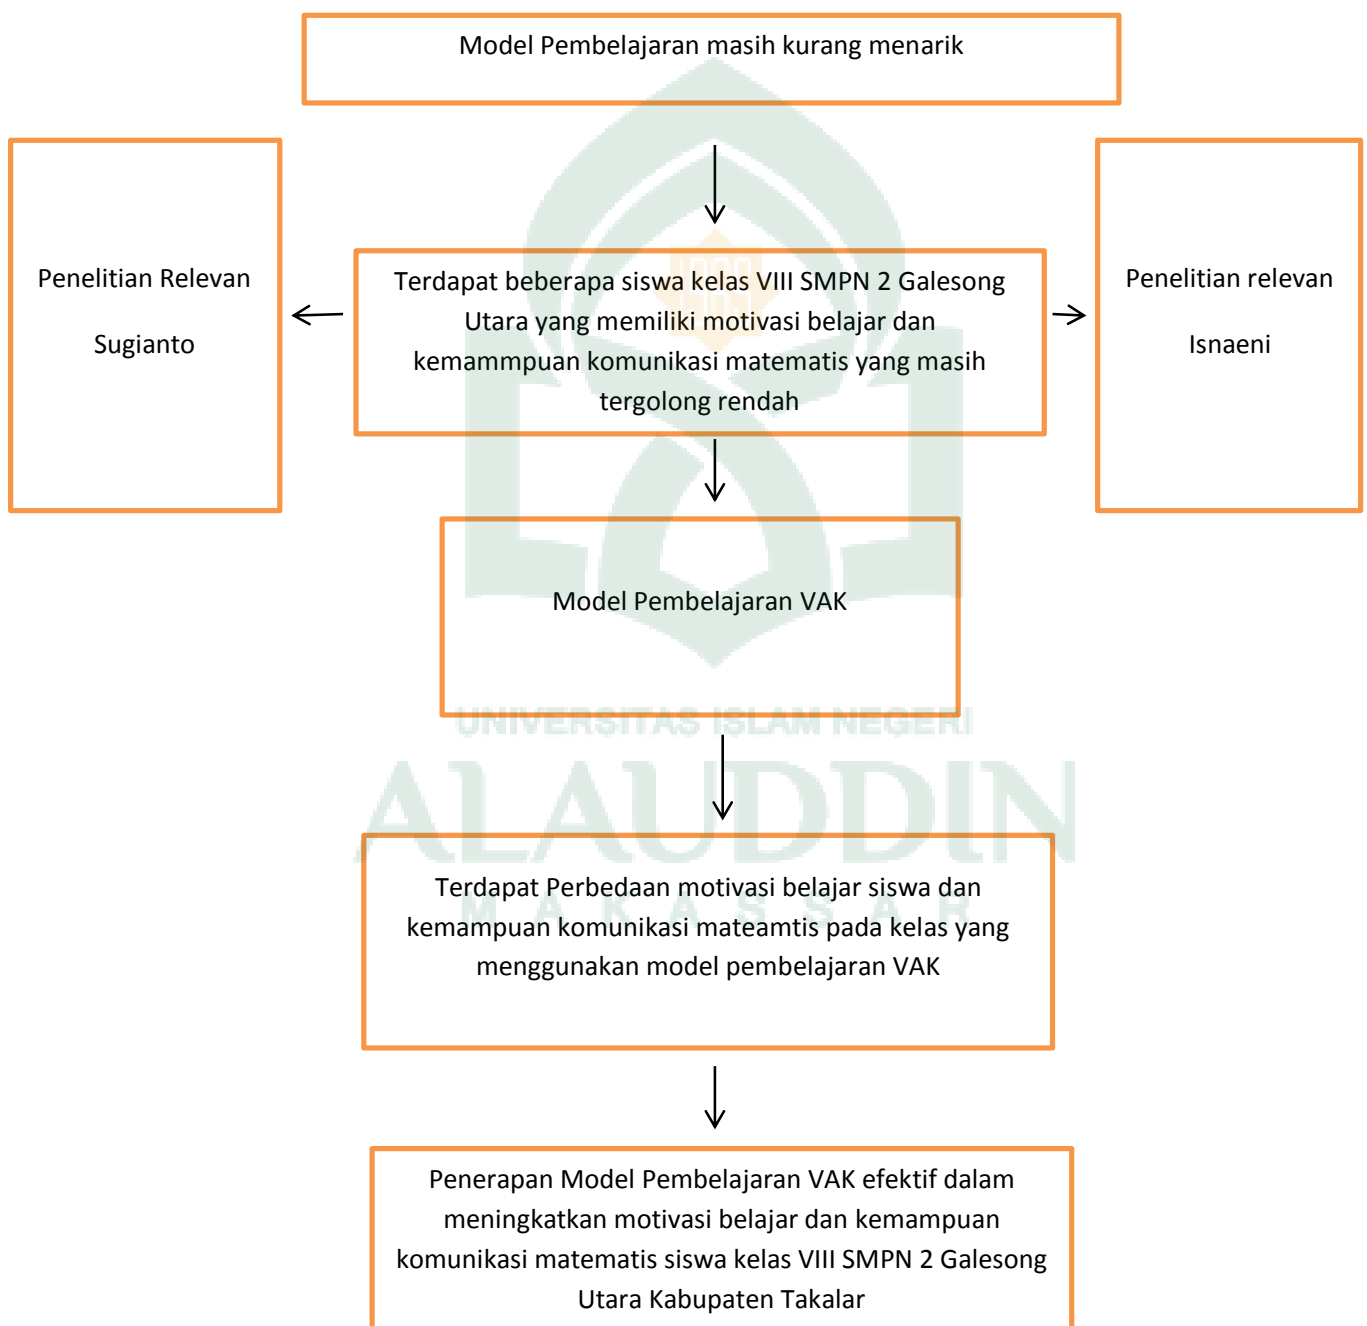 Model Pembelajaran masih kurang menarik
Penelitian Relevan
Sugianto
Terdapat beberapa siswa kelas VIII SMPN 2 Galesong
Utara yang memiliki motivasi belajar dan
kemammpuan komunikasi matematis yang masih
tergolong rendah
Penelitian relevan
Isnaeni
Model Pembelajaran VAK
UNIVERSITAS ISLAM NEGERI
ALAUDDIN
MAKASSAR
Terdapat Perbedaan motivasi belajar siswa dan
kemampuan komunikasi mateamtis pada kelas yang
menggunakan model pembelajaran VAK
Penerapan Model Pembelajaran VAK efektif dalam
meningkatkan motivasi belajar dan kemampuan
komunikasi matematis siswa kelas VIII SMPN 2 Galesong
Utara Kabupaten Takalar